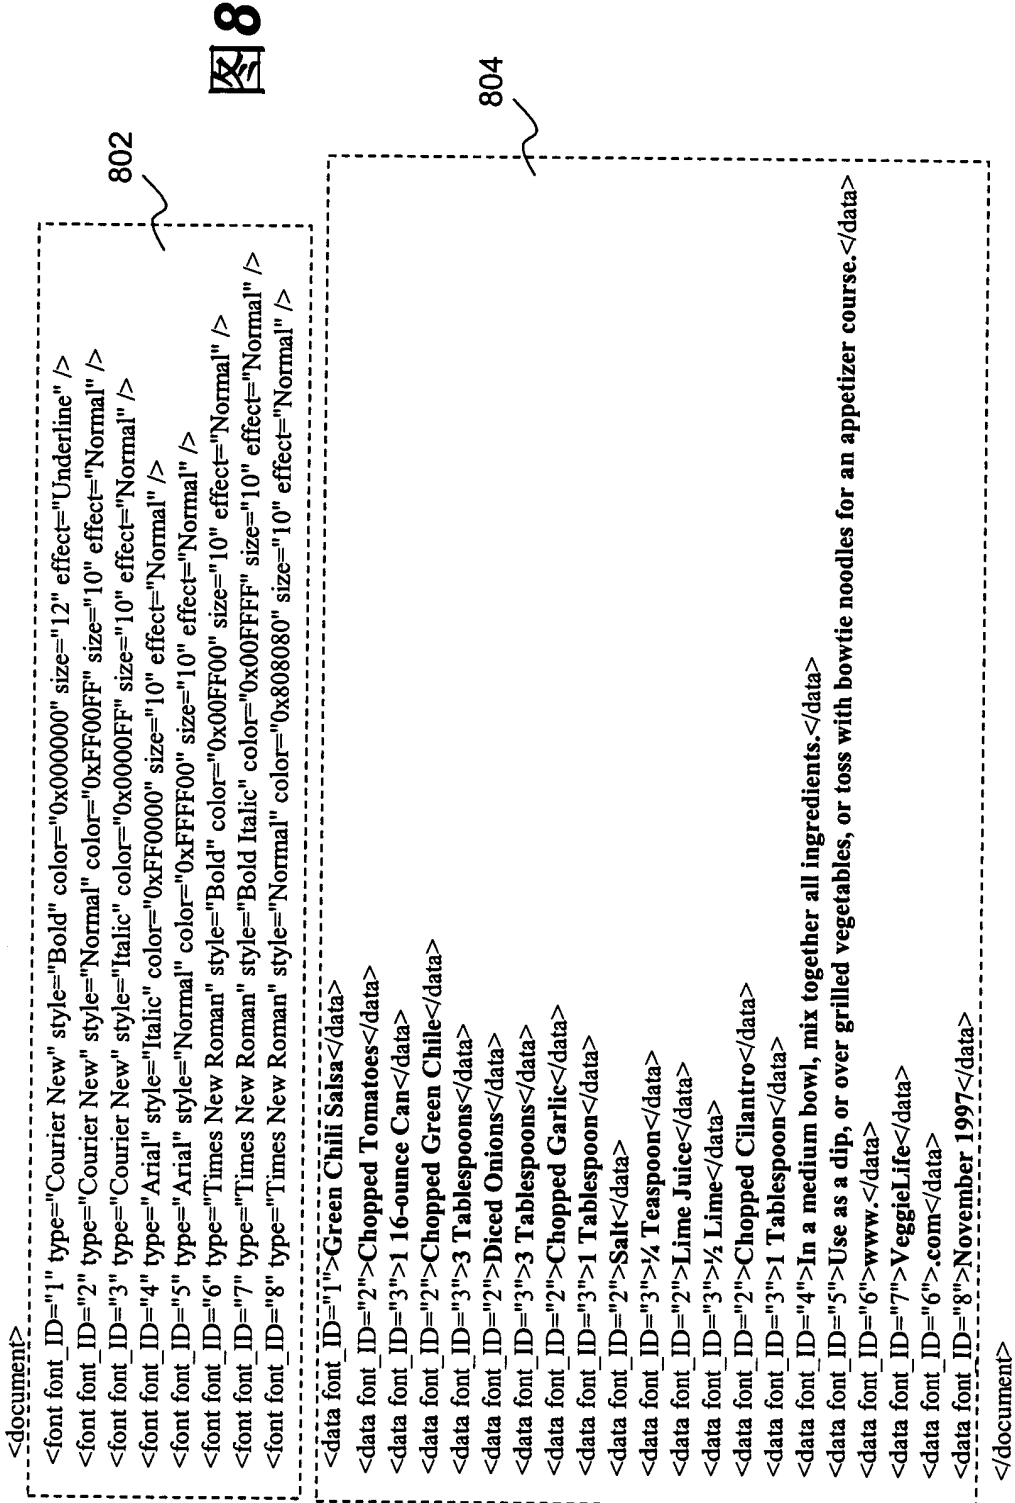 <document>
<font font_ID="1" type="Courier New" style="Bold" color="0x000000" size="12" effect="Underline" />
<font font_ID="2" type="Courier New" style="Normal" color="0xFF00FF" size="10" effect="Normal" />
<font font_ID="3" type="Courier New" style="Italic" color="0x0000FF" size="10" effect="Normal" />
<font font_ID="4" type="Arial" style="Italic" color="0xFF0000" size="10" effect="Normal" />
<font font_ID="5" type="Arial" style="Normal" color="0xFFFF00" size="10" effect="Normal" />
<font font_ID="6" type="Times New Roman" style="Bold" color="0x00FF00" size="10" effect="Normal" />
<font font_ID="7" type="Times New Roman" style="Bold Italic" color="0x00FFFF" size="10" effect="Normal" />
<font font_ID="8" type="Times New Roman" style="Normal" color="0x808080" size="10" effect="Normal" />
802
<data font_ID="1">Green Chili Salsa</data>
<data font_ID="2">Chopped Tomatoes</data>
<data font_ID="3">1 16-ounce Can</data>
<data font_ID="2">Chopped Green Chile</data>
<data font_ID="3">3 Tablespoons</data>
<data font_ID="2">Diced Onions</data>
<data font_ID="3">3 Tablespoons</data>
<data font_ID="2">Chopped Garlic</data>
<data font_ID="3">1 Tablespoon</data>
<data font_ID="2">Salt</data>
<data font_ID="3">¼ Teaspoon</data>
<data font_ID="2">Lime Juice</data>
<data font_ID="3">½ Lime</data>
<data font_ID="2">Chopped Cilantro</data>
<data font_ID="3">1 Tablespoon</data>
<data font_ID="4">In a medium bowl, mix together all ingredients.</data>
<data font_ID="5">Use as a dip, or over grilled vegetables, or toss with bowtie noodles for an appetizer course.</data>
<data font_ID="6">www.</data>
<data font_ID="7">VeggieLife</data>
<data font_ID="6">.com</data>
<data font_ID="8">November 1997</data>
804
</document>
图8